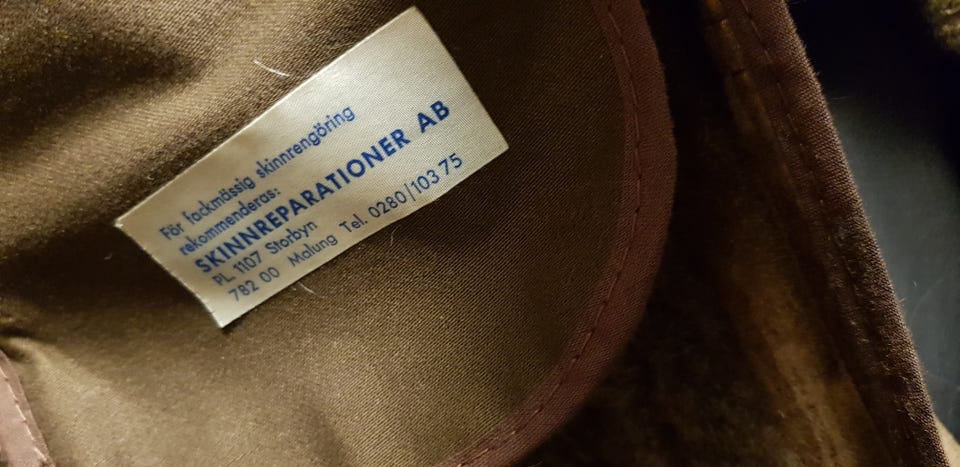 För fackmässig skinnrengöring
rekommenderas:
SKINNREPARATIONER AB
PL. 1107 Storbyn
782 00 Malung Tel. 0280/103 75